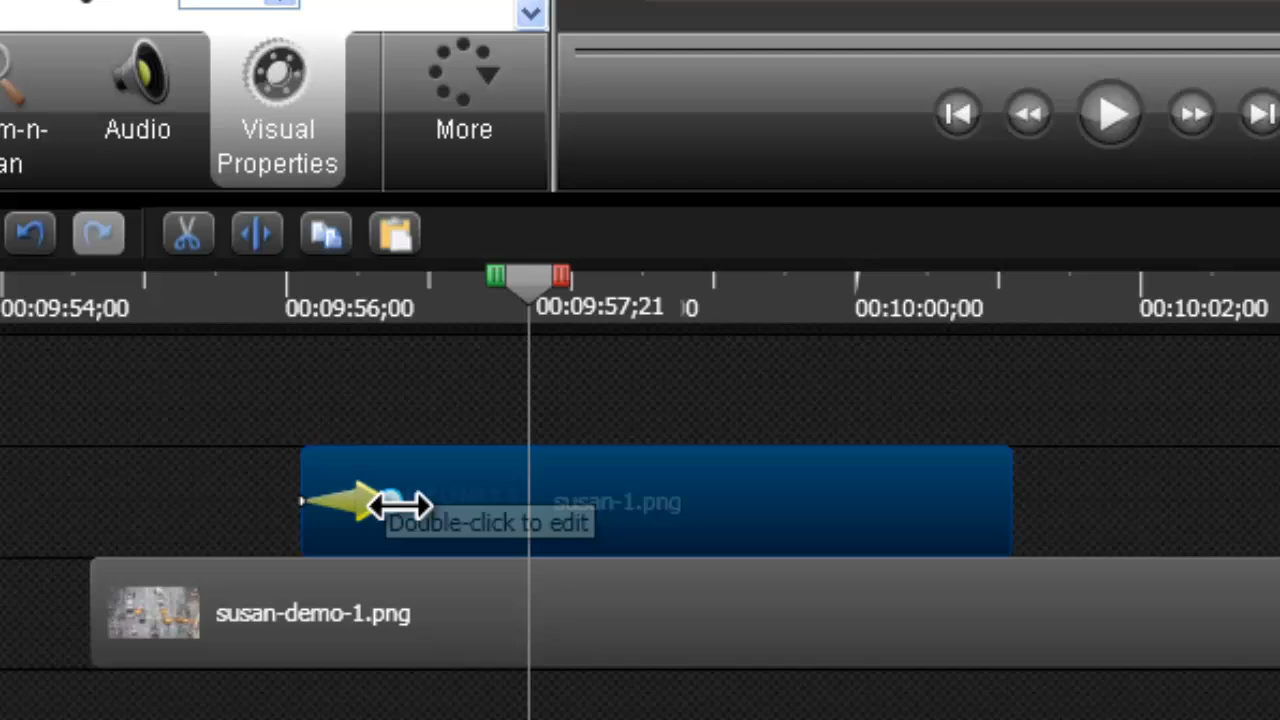 m-n-
an
Audio
Visual
Properties
More
00:09:54;00
00:09:56;00
00:09:57;21
0
00:10:00;00
00:10:02;00
susan-1.png
Double-click to edit
susan-demo-1.png